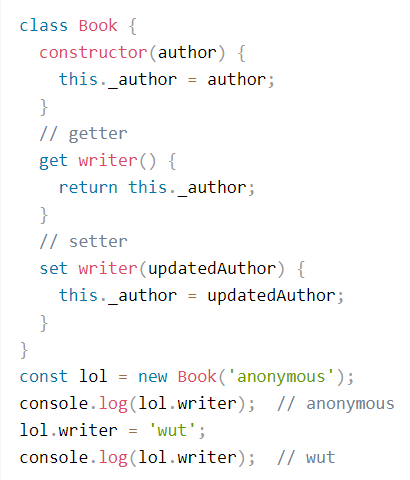 class Book {
  constructor(author) {
    this._author = author;
  }
  // getter
  get writer() {
    return this._author;
  }
  // setter
  set writer(updatedAuthor) {
    this._author = updatedAuthor;
  }
}
const lol = new Book('anonymous');
console.log(lol.writer);  // anonymous
lol.writer = 'wut';
console.log(lol.writer);  // wut